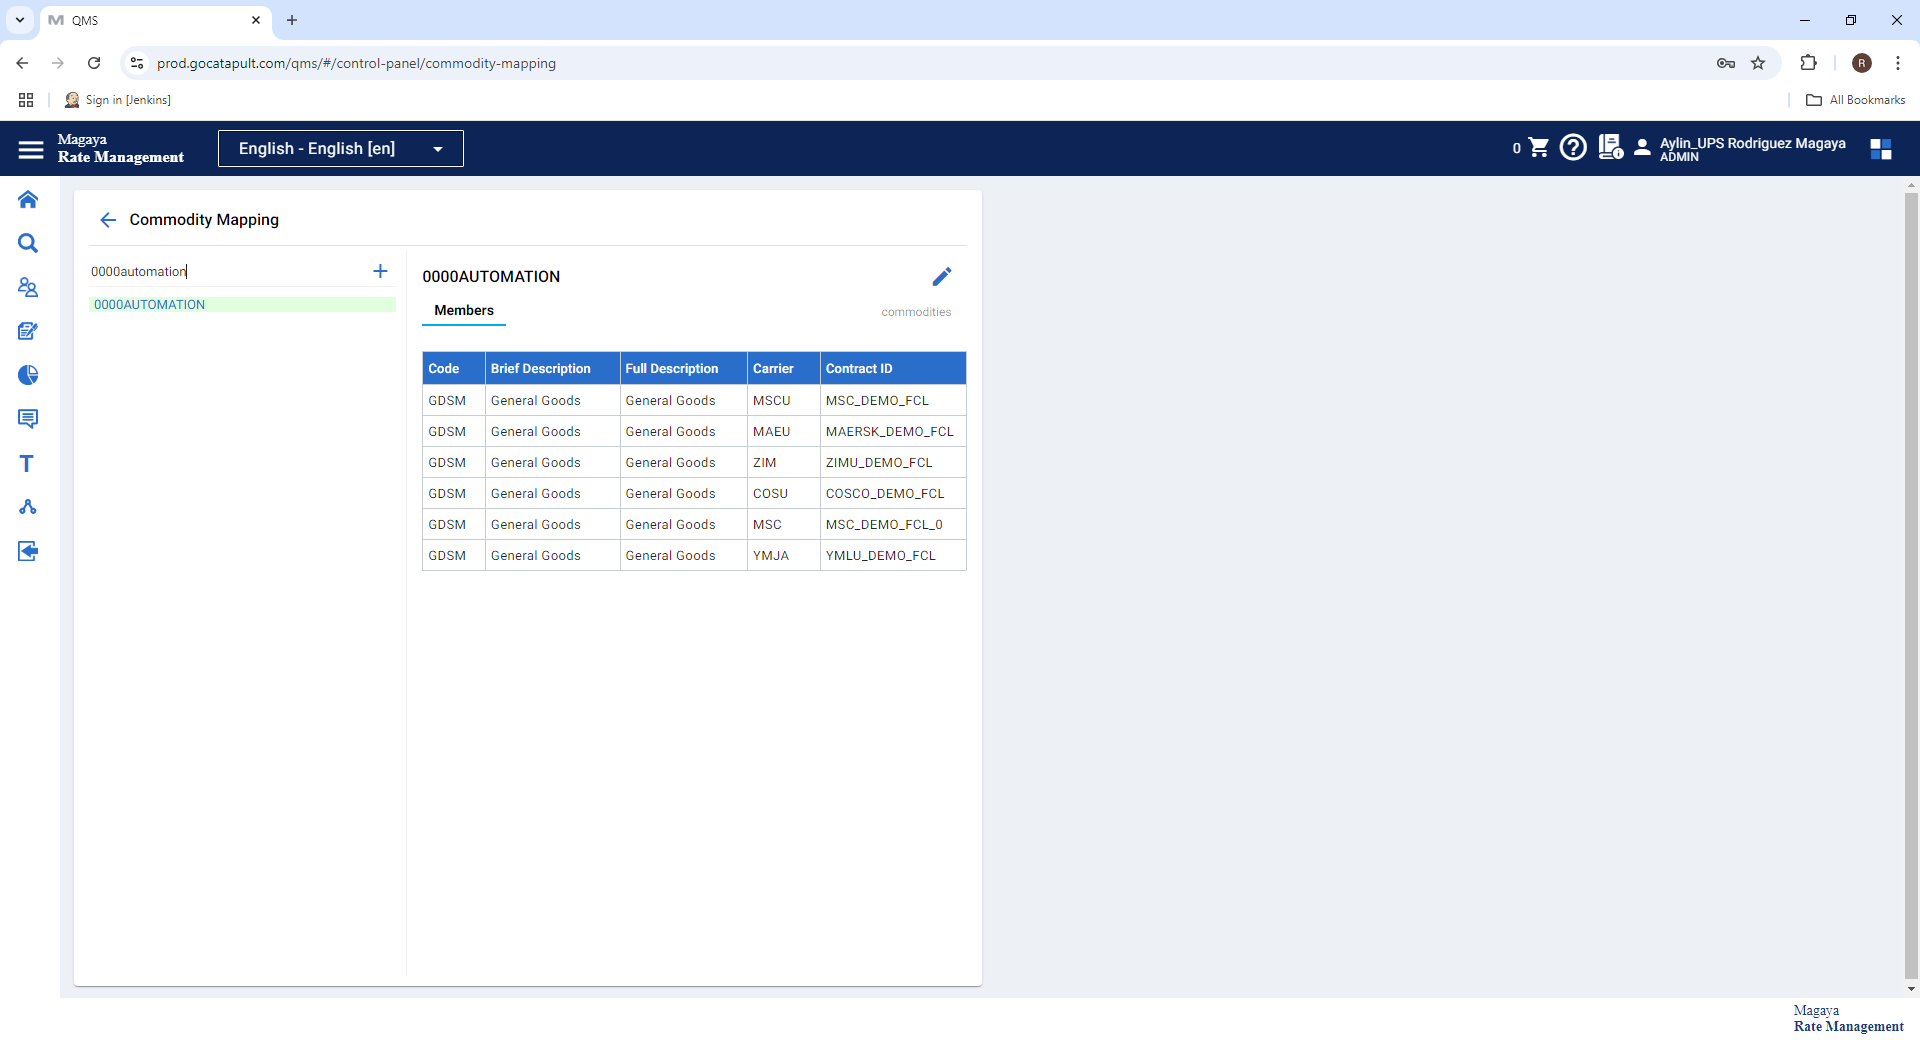 QMS
prod.gocatapult.com/qms/#/control-panel/commodity-mapping
R
Sign in [Jenkins]
All Bookmarks
Magaya
Rate Management
English - English [en]
0
Aylin_UPS Rodriguez Magaya
ADMIN
Commodity Mapping
0000automation
0000AUTOMATION
0000AUTOMATION
Members
commodities
Code Brief Description Full Description Carrier Contract ID
GDSM General Goods General Goods MSCU MSC_DEMO_FCL
GDSM General Goods General Goods MAEU MAERSK_DEMO_FCL
GDSM General Goods General Goods ZIM ZIMU_DEMO_FCL
GDSM General Goods General Goods COSU COSCO_DEMO_FCL
GDSM General Goods General Goods MSC MSC_DEMO_FCL_0
GDSM General Goods General Goods YMJA YMLU_DEMO_FCL
T
Magaya
Rate Management